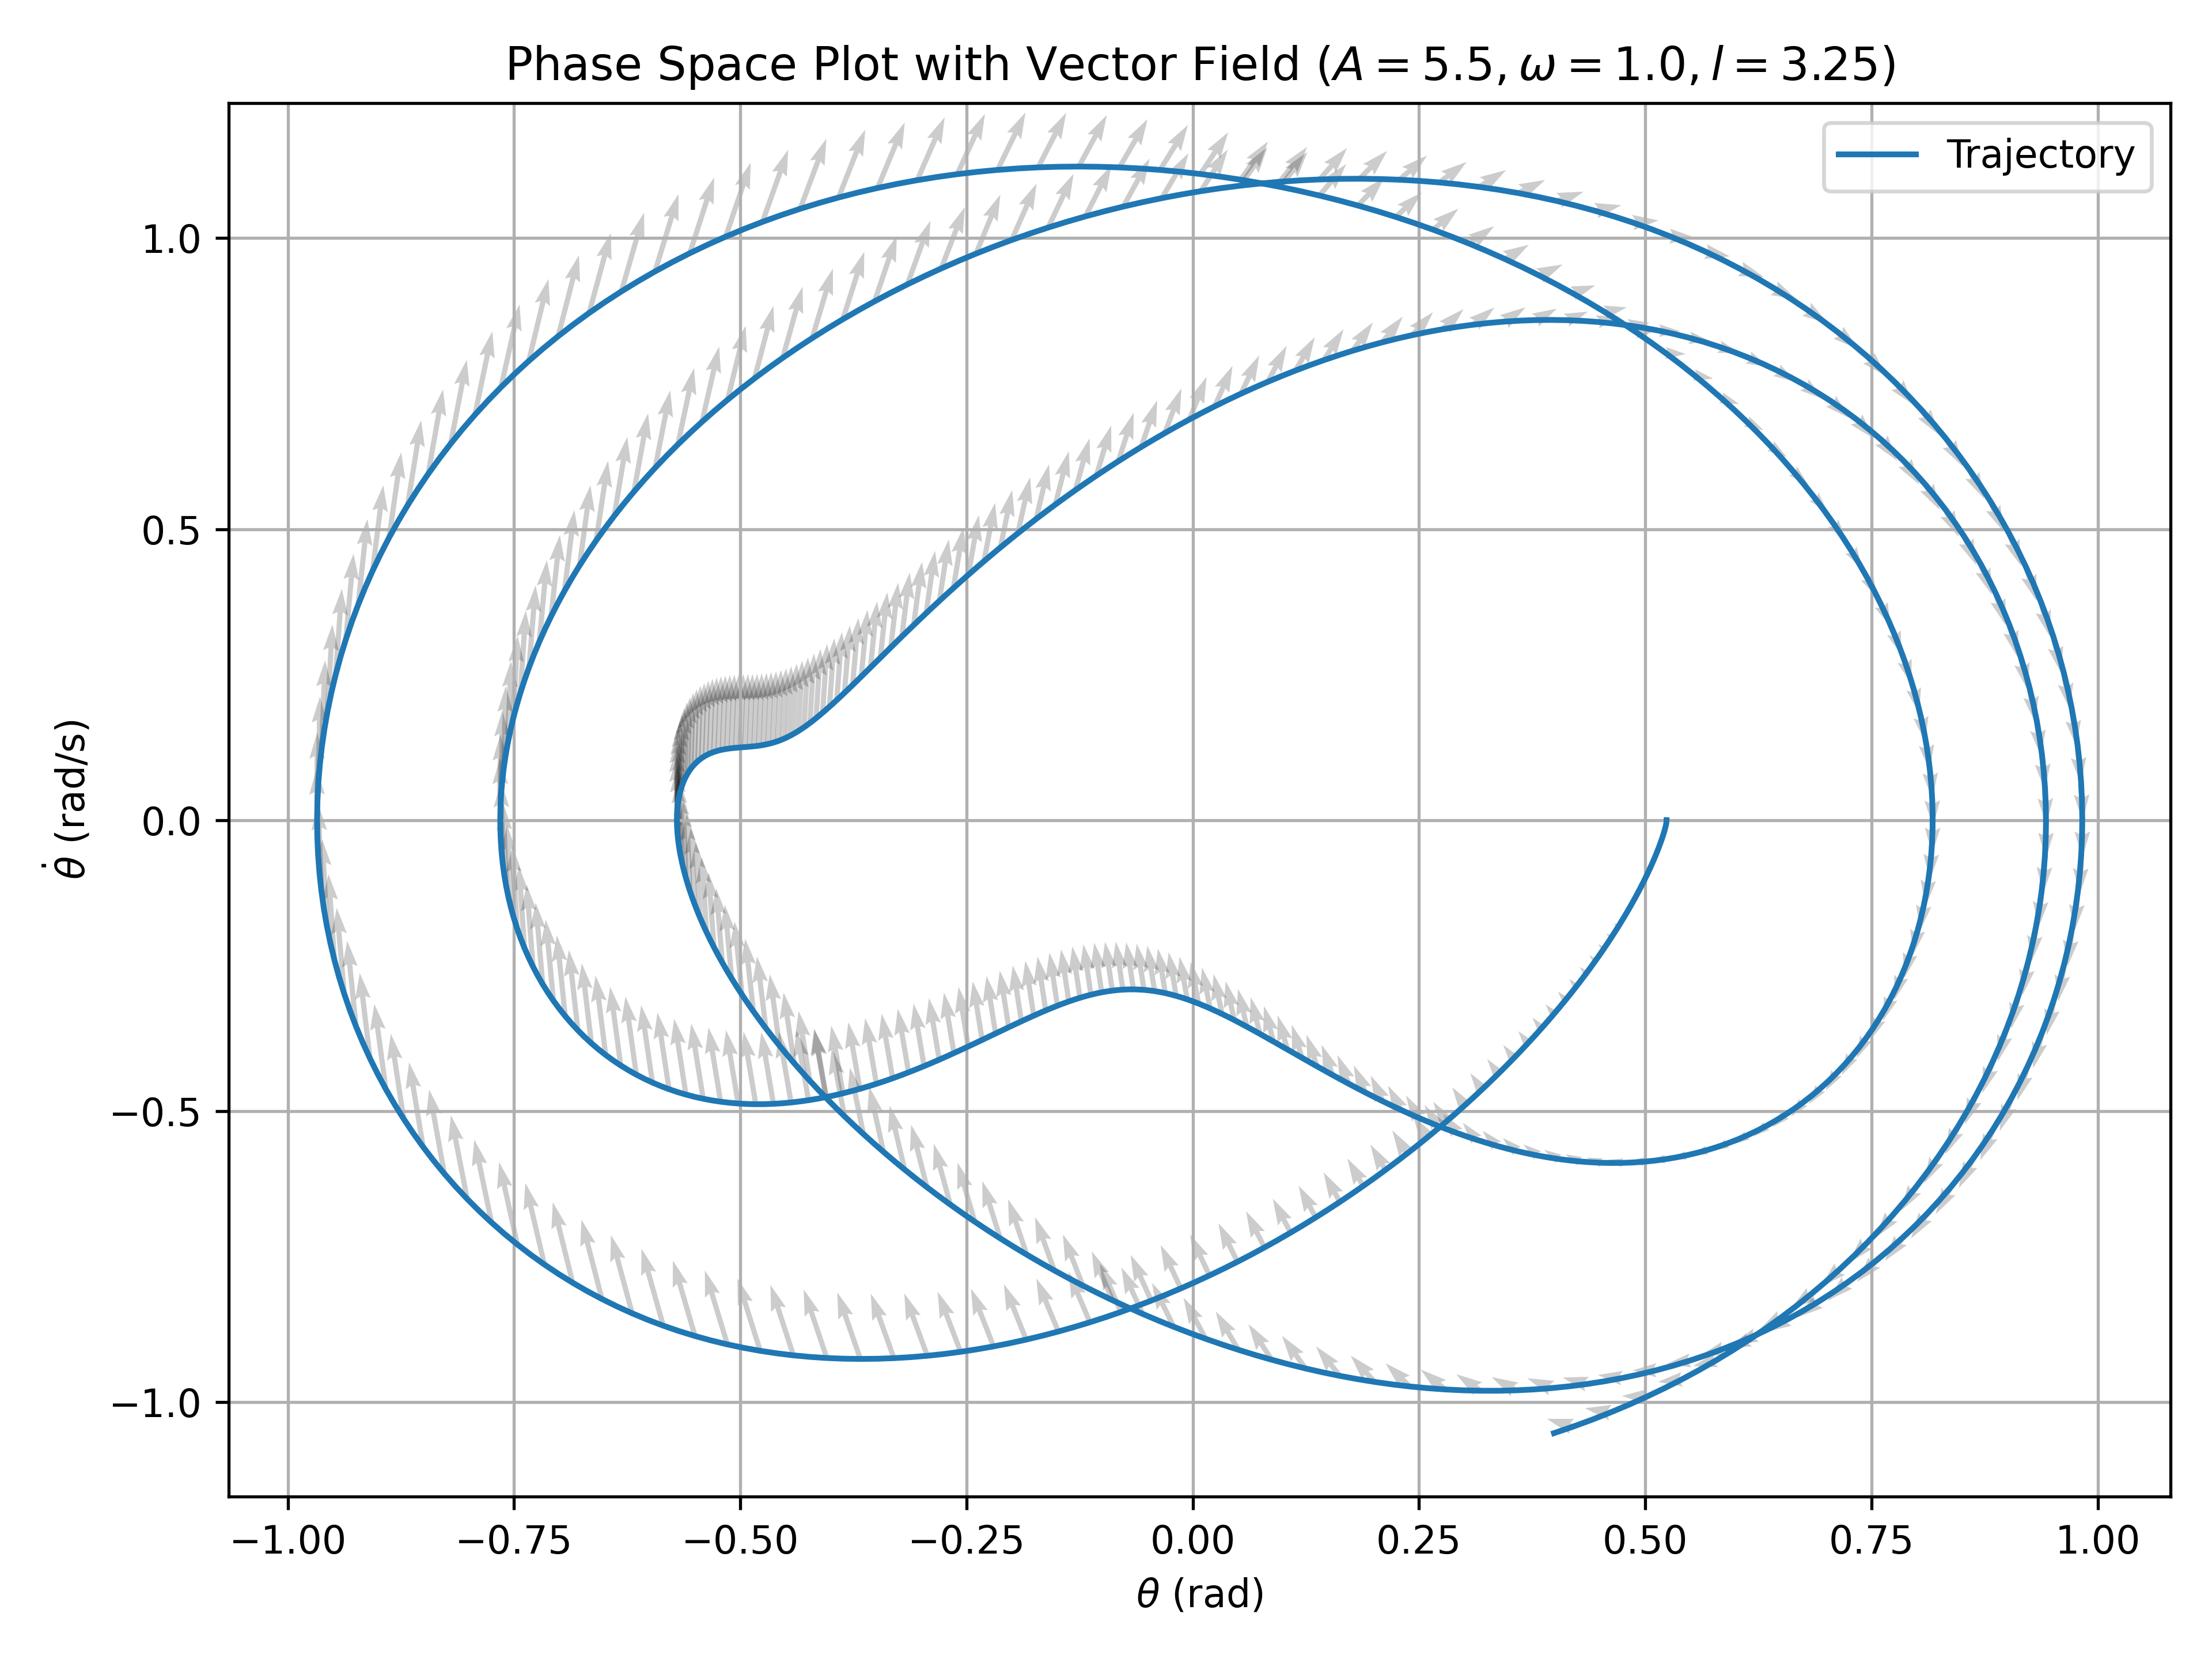 Phase Space Plot with Vector Field (A = 5.5, ω = 1.0, l = 3.25)
Trajectory
1.0
0.5
0.0
−0.5
−1.0
θ̇ (rad/s)
−1.00 −0.75 −0.50 −0.25 0.00 0.25 0.50 0.75 1.00
θ (rad)